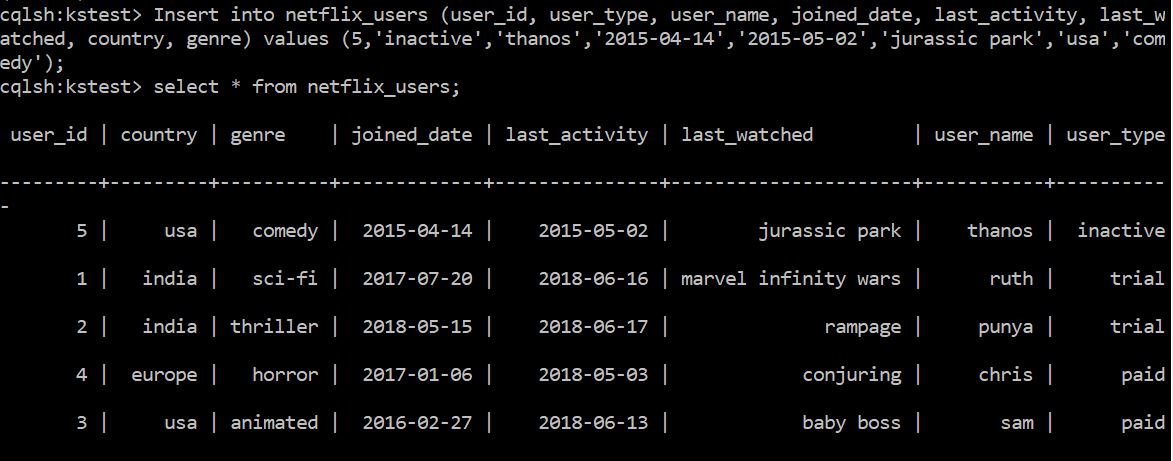 cqlsh:kstest> Insert into netflix_users (user_id, user_type, user_name, joined_date, last_activity, last_w
atched, country, genre) values (5,'inactive','thanos','2015-04-14','2015-05-02','jurassic park','usa','com
edy');
cqlsh:kstest> select * from netflix_users;
 user_id | country | genre    | joined_date | last_activity | last_watched         | user_name | user_type
---------+---------+----------+-------------+---------------+----------------------+-----------+----------
-
       5 |     usa |   comedy |  2015-04-14 |    2015-05-02 |        jurassic park |    thanos |  inactive
       1 |   india |   sci-fi |  2017-07-20 |    2018-06-16 | marvel infinity wars |      ruth |     trial
       2 |   india | thriller |  2018-05-15 |    2018-06-17 |              rampage |     punya |     trial
       4 |  europe |   horror |  2017-01-06 |    2018-05-03 |            conjuring |     chris |      paid
       3 |     usa | animated |  2016-02-27 |    2018-06-13 |            baby boss |       sam |      paid